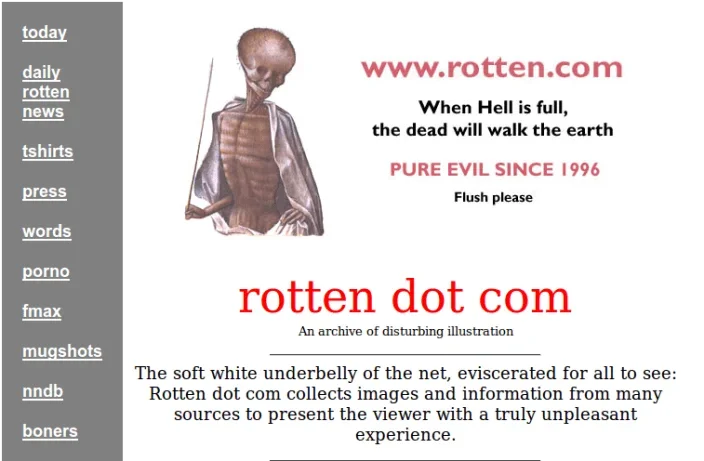 today
daily
rotten
news
tshirts
press
words
porno
fmax
mugshots
nndb
boners
www.rotten.com
When Hell is full,
the dead will walk the earth
PURE EVIL SINCE 1996
Flush please
rotten dot com
An archive of disturbing illustration
The soft white underbelly of the net, eviscerated for all to see:
Rotten dot com collects images and information from many
sources to present the viewer with a truly unpleasant
experience.